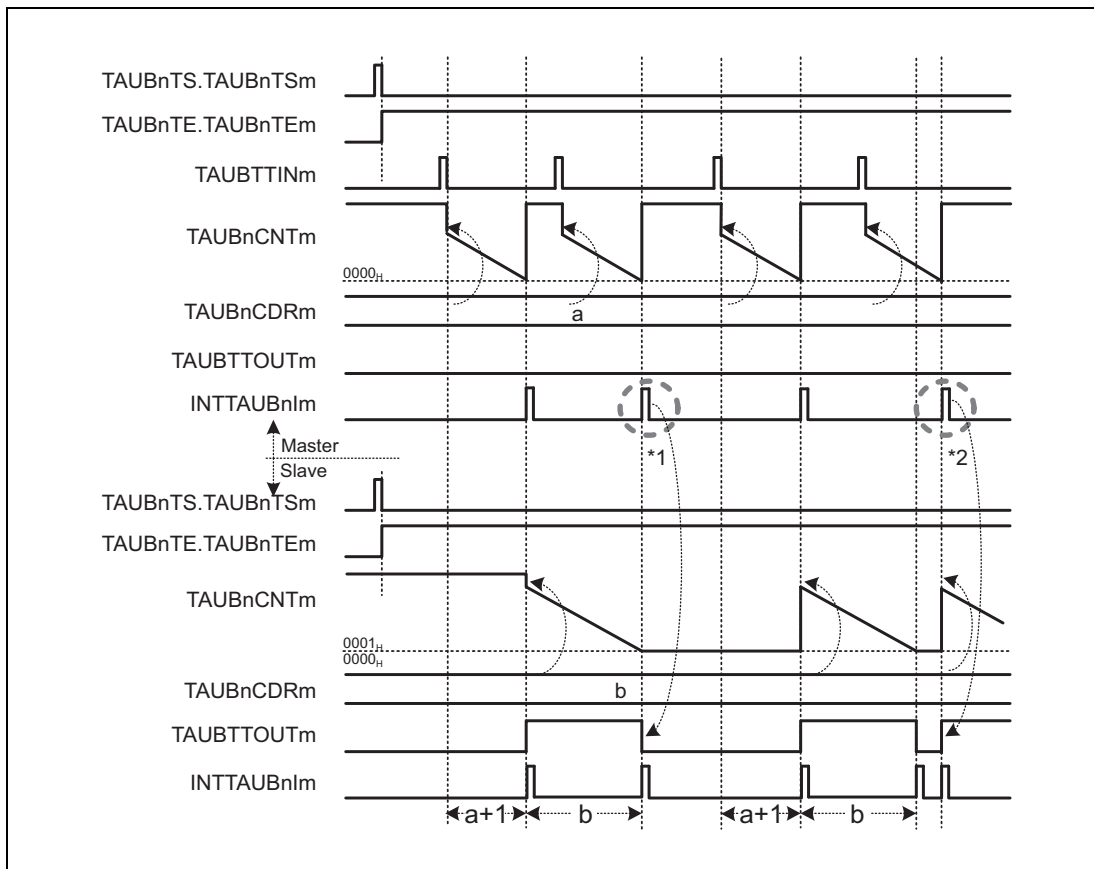 TAUBnTS.TAUBnTSm
TAUBnTE.TAUBnTEm
TAUBTTINm
TAUBnCNTm
0000H
TAUBnCDRm
a
TAUBTTOUTm
INTTAUBnIm
*1
*2
Master
Slave
TAUBnTS.TAUBnTSm
TAUBnTE.TAUBnTEm
TAUBnCNTm
0001H
0000H
TAUBnCDRm
b
TAUBTTOUTm
INTTAUBnIm
a+1 b a+1 b